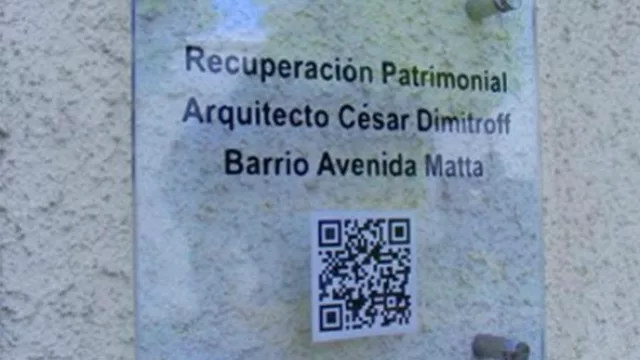 Recuperación Patrimonial
Arquitecto César Dimitroff
Barrio Avenida Matta